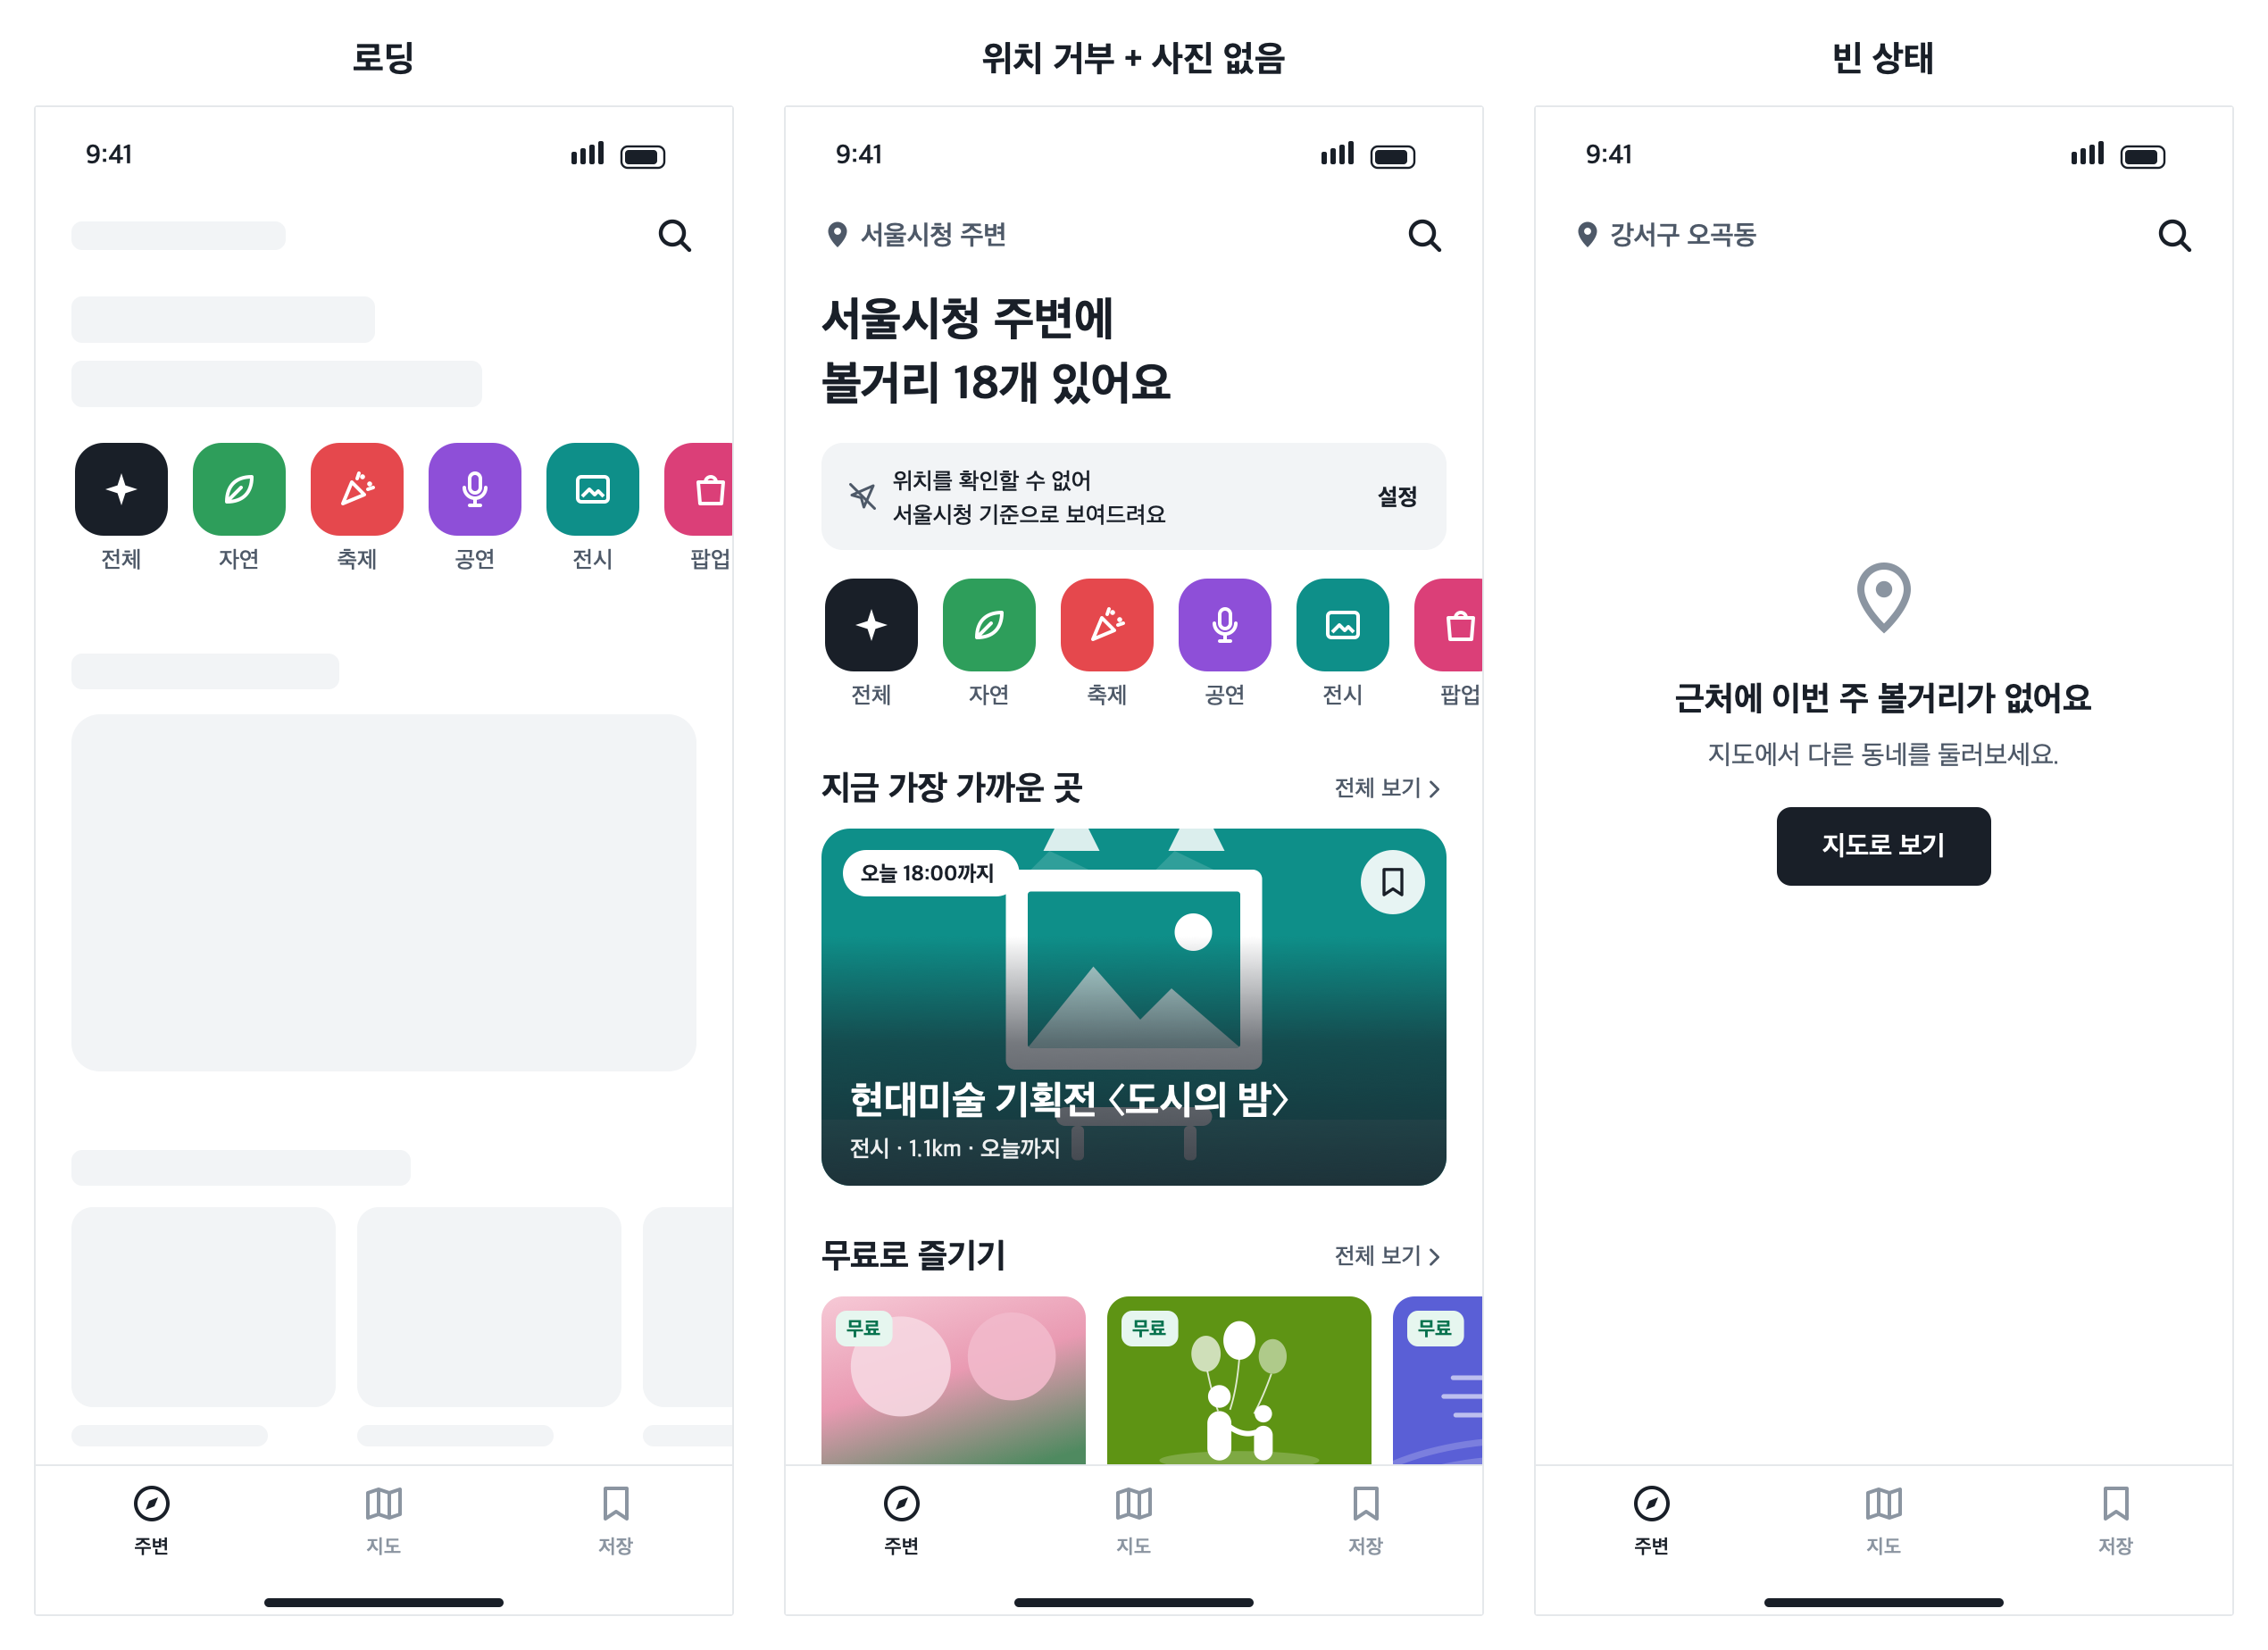 로딩
9:41
전체
자연
축제
공연
전시
팝업
주변
지도
저장
위치 거부 + 사진 없음
9:41
서울시청 주변
서울시청 주변에
볼거리 18개 있어요
위치를 확인할 수 없어
서울시청 기준으로 보여드려요
설정
전체
자연
축제
공연
전시
팝업
지금 가장 가까운 곳
전체 보기
오늘 18:00까지
현대미술 기획전 〈도시의 밤〉
전시 · 1.1km · 오늘까지
무료로 즐기기
전체 보기
무료
무료
무료
주변
지도
저장
빈 상태
9:41
강서구 오곡동
근처에 이번 주 볼거리가 없어요
지도에서 다른 동네를 둘러보세요.
지도로 보기
주변
지도
저장